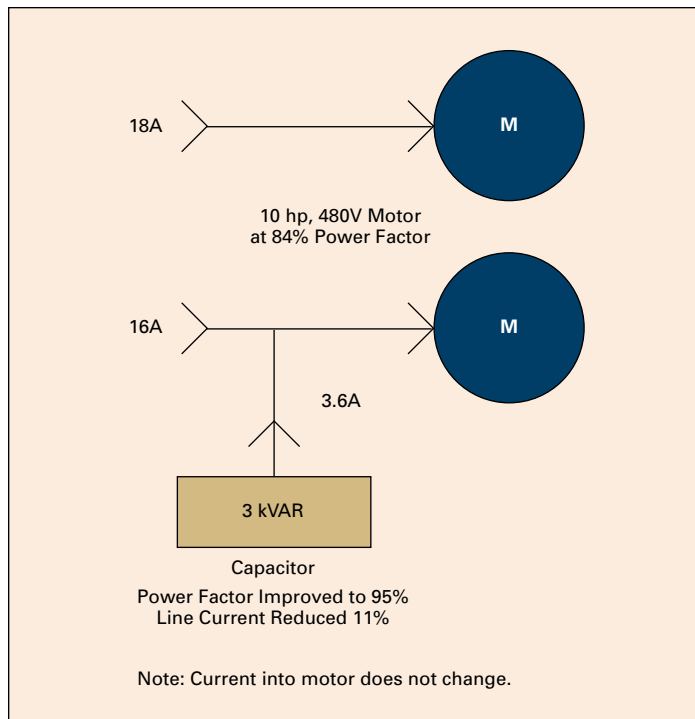 18A
M
10 hp, 480V Motor
at 84% Power Factor
16A
M
3.6A
3 kVAR
Capacitor
Power Factor Improved to 95%
Line Current Reduced 11%
Note: Current into motor does not change.